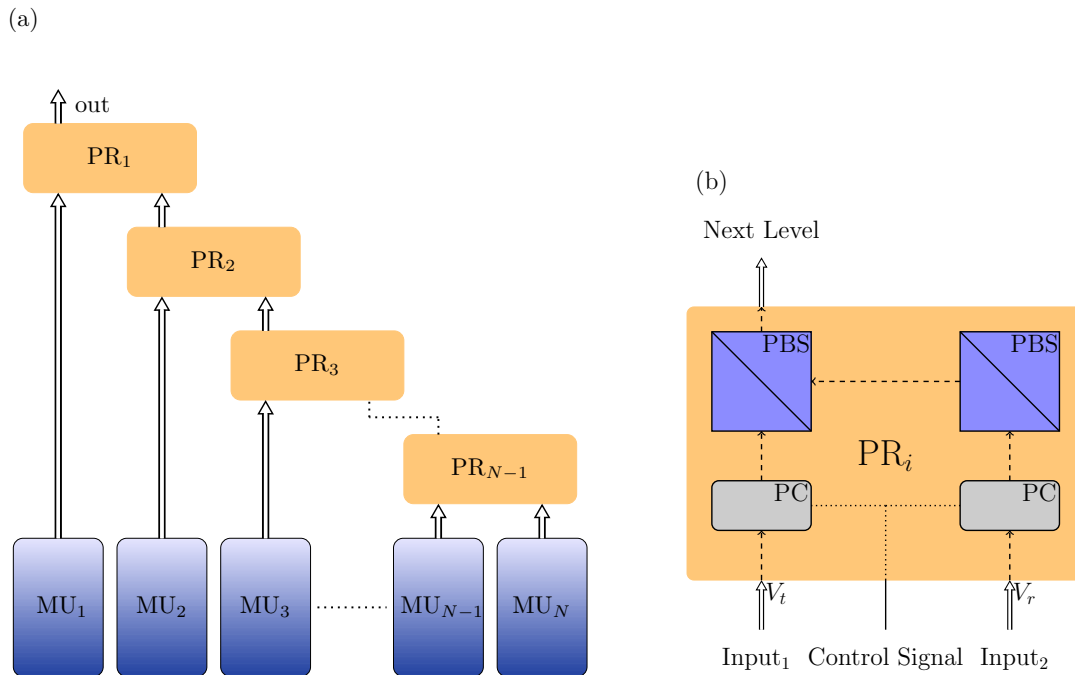 (a)
out
PR₁
PR₂
PR₃
PR_{N−1}
MU₁ MU₂ MU₃ MU_{N−1} MU_N
(b)
Next Level
PBS PBS
PR_i
PC PC
V_t V_r
Input₁ Control Signal Input₂